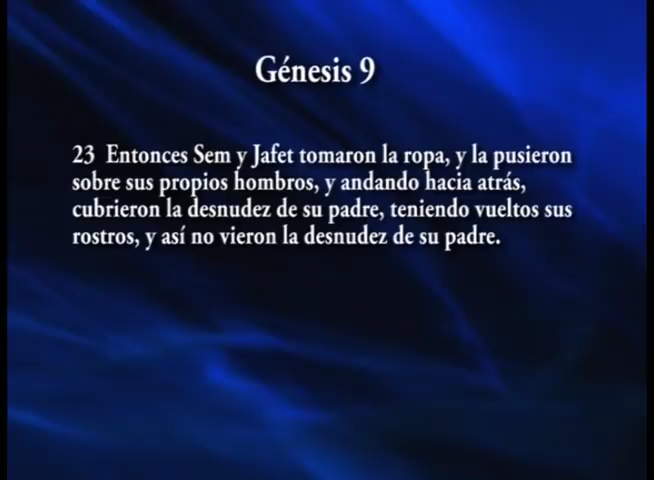 Génesis 9
23 Entonces Sem y Jafet tomaron la ropa, y la pusieron
sobre sus propios hombros, y andando hacia atrás,
cubrieron la desnudez de su padre, teniendo vueltos sus
rostros, y así no vieron la desnudez de su padre.